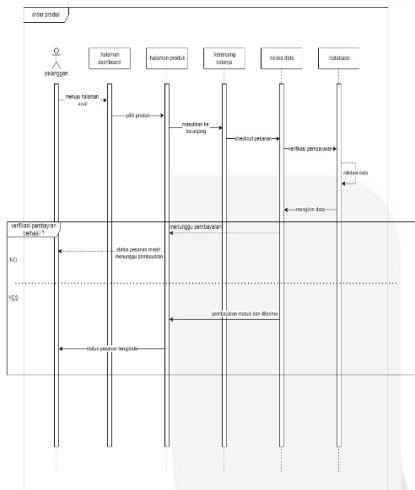 order produk
pelanggan
halaman
dashboard
halaman produk
keranjang
belanja
kelola data
database
menuju halaman
awal
pilih produk
masukkan ke
keranjang
checkout pesanan
verifikasi pembayaran
validasi data
mengirim data
verifikasi pembayran
berhasil ?
menunggu pembayaran
status pesanan masih
menunggu pembayaran
NO
YES
pembayaran masuk dan diterima
status pesanan terupdate